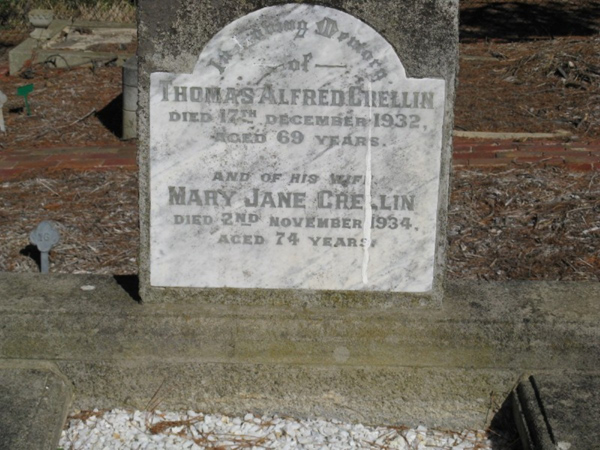 In Loving Memory
of
THOMAS ALFRED CRELLIN
DIED 17TH DECEMBER 1932,
AGED 69 YEARS.
AND OF HIS WIFE
MARY JANE CRELLIN
DIED 2ND NOVEMBER 1934,
AGED 74 YEARS.